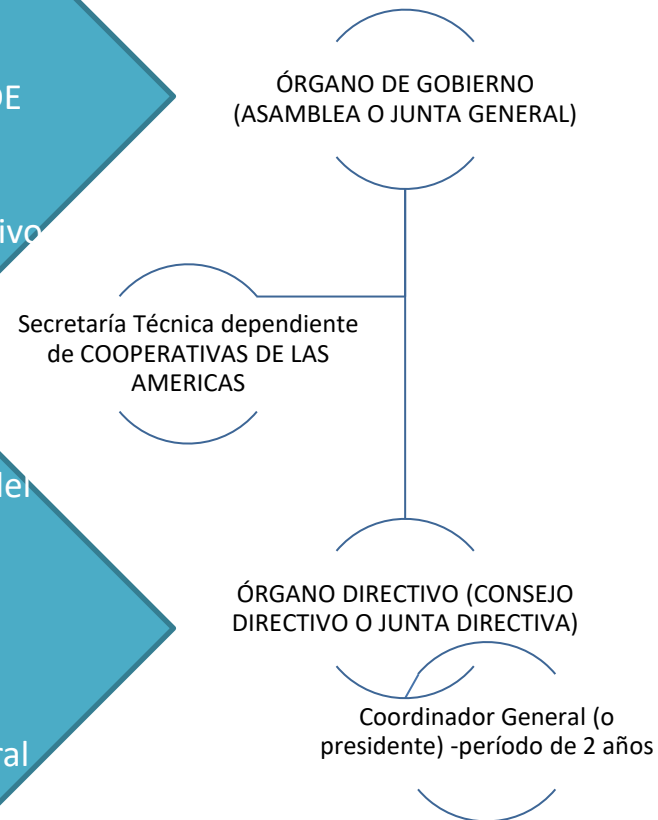 ÓRGANO DE GOBIERNO
(ASAMBLEA O JUNTA GENERAL)
Secretaría Técnica dependiente
de COOPERATIVAS DE LAS
AMERICAS
ÓRGANO DIRECTIVO (CONSEJO
DIRECTIVO O JUNTA DIRECTIVA)
Coordinador General (o
presidente) -período de 2 años